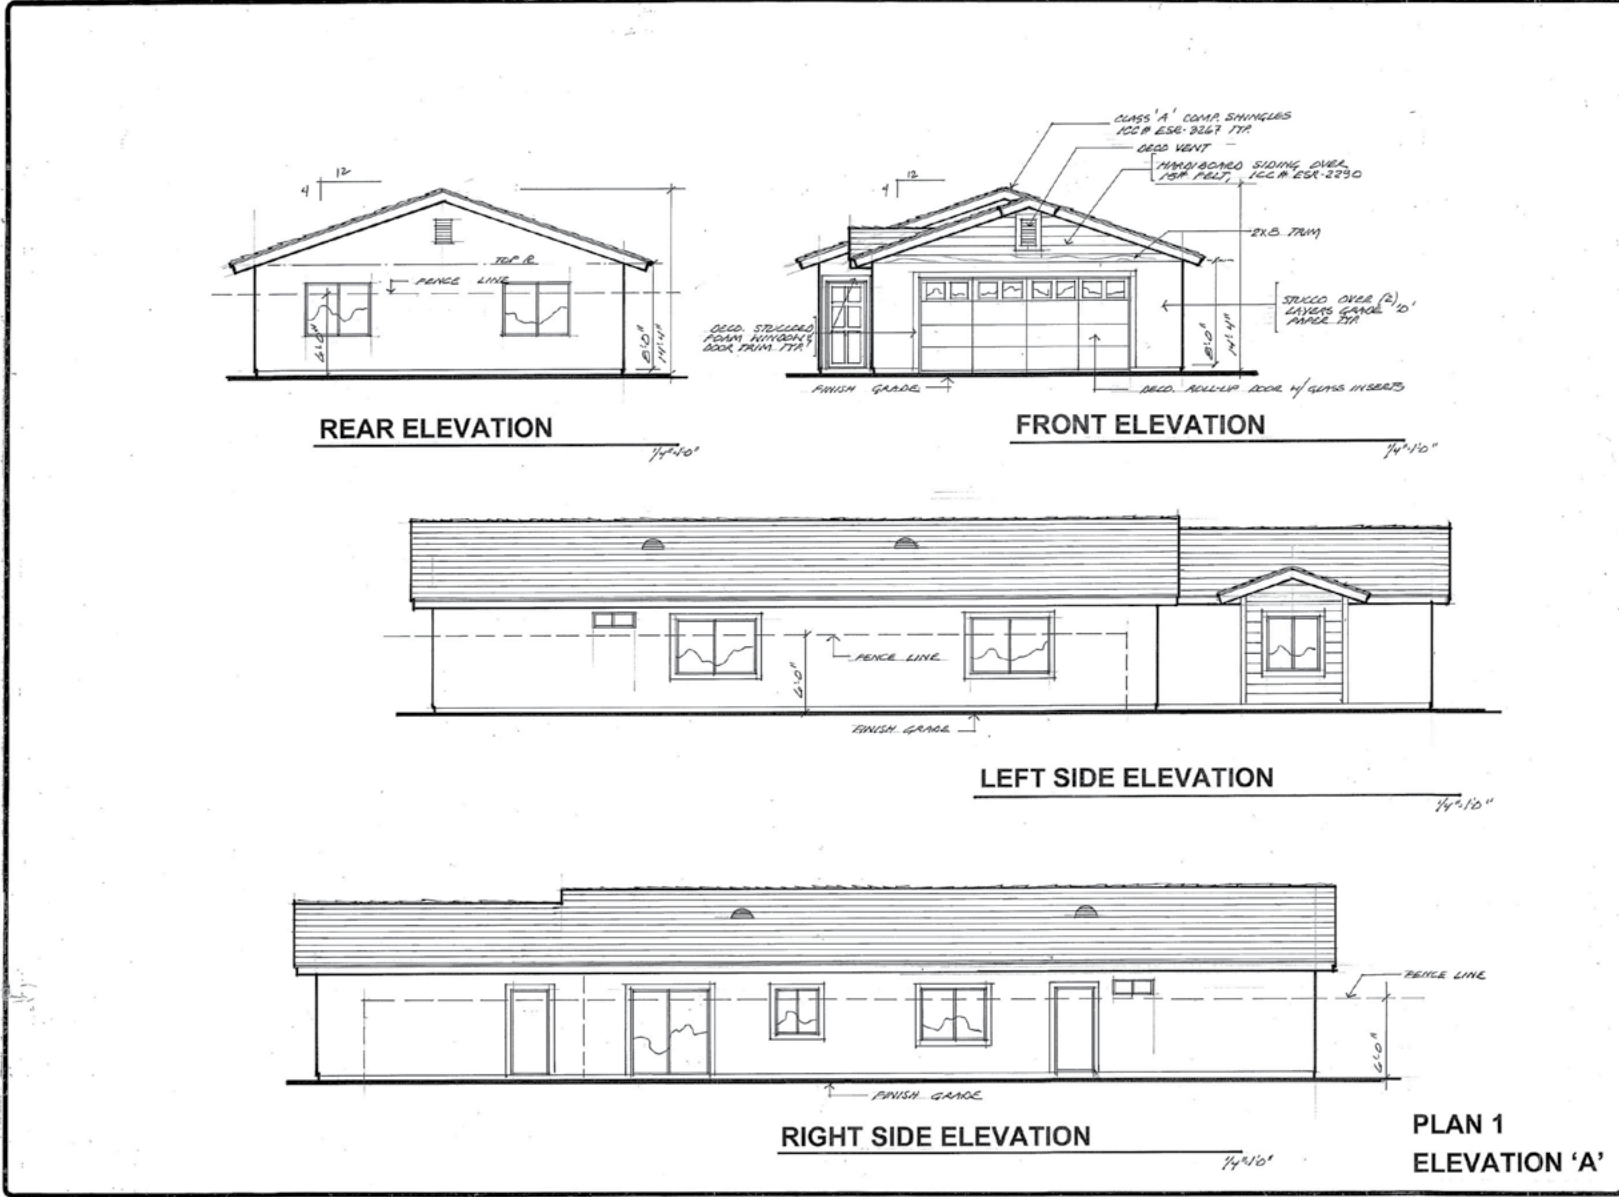 CLASS 'A' COMP. SHINGLES
ICC # ESR-3267 TYP.
DECO VENT
HARDIBOARD SIDING OVER
15# FELT, ICC # ESR-2290
12
4
12
4
2X8 TRIM
TOP PL
FENCE LINE
STUCCO OVER (2)
LAYERS GRADE 'D'
PAPER TYP.
DECO. STUCCOED
FOAM WINDOW &
DOOR TRIM TYP.
6'-0"
8'-0"
14'-4"
8'-0"
14'-4"
FINISH GRADE
DECO. ROLL-UP DOOR W/ GLASS INSERTS
REAR ELEVATION
1/4"=1'-0"
FRONT ELEVATION
1/4"=1'-0"
FENCE LINE
6'-0"
FINISH GRADE
LEFT SIDE ELEVATION
1/4"=1'-0"
FENCE LINE
6'-0"
FINISH GRADE
RIGHT SIDE ELEVATION
1/4"=1'-0"
PLAN 1
ELEVATION ‘A’